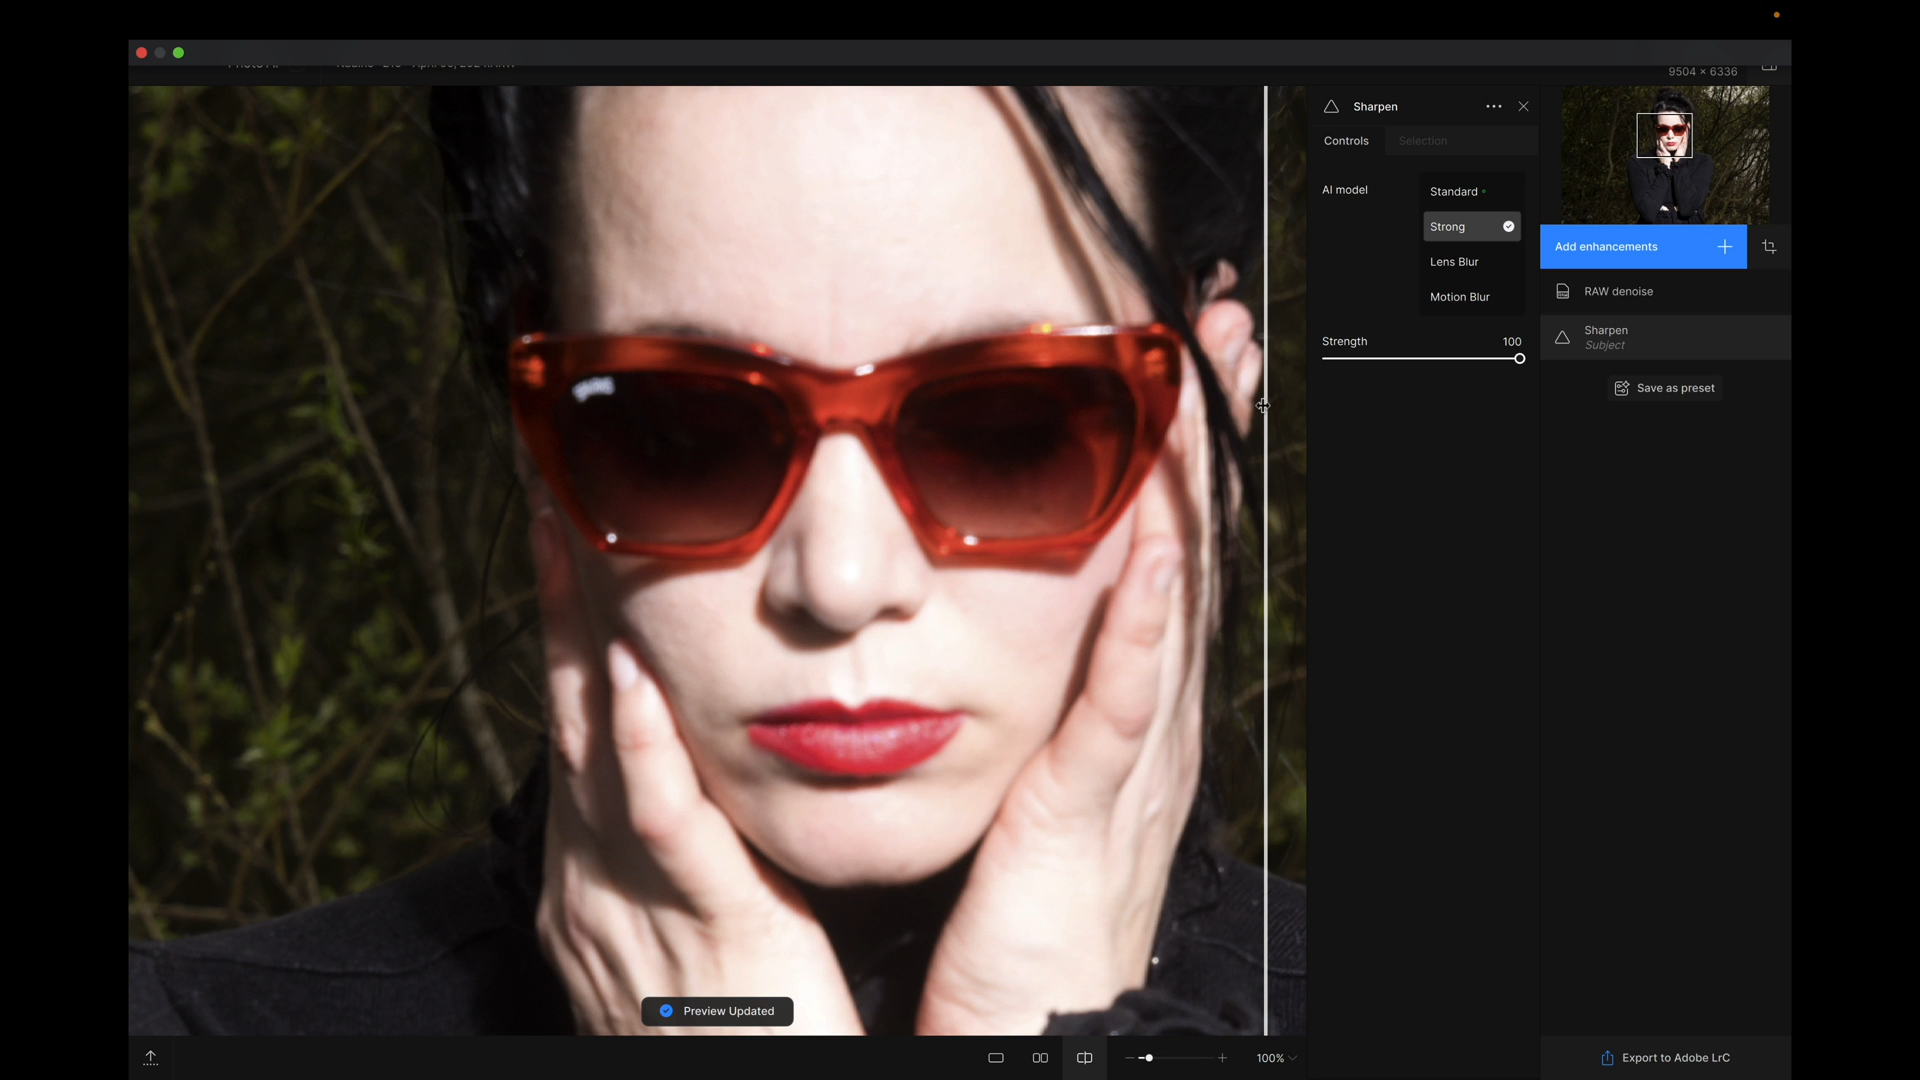 9504 × 6336
Sharpen
Controls
Selection
AI model
Standard
Strong
Lens Blur
Motion Blur
Strength
100
Add enhancements
RAW denoise
Sharpen
Subject
Save as preset
Preview Updated
100%
Export to Adobe LrC